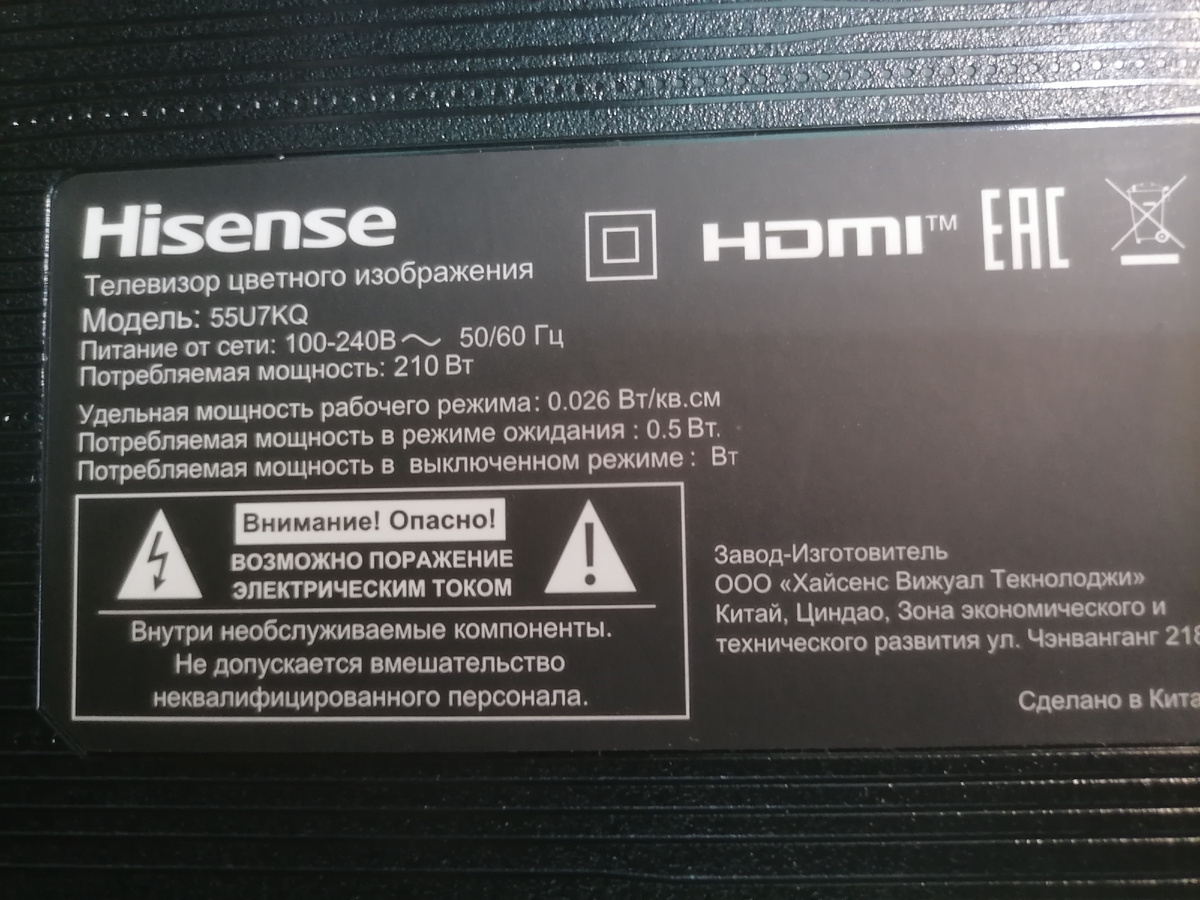 Hisense
HDMI™
EAC
Телевизор цветного изображения
Модель: 55U7KQ
Питание от сети: 100-240В～ 50/60 Гц
Потребляемая мощность: 210 Вт
Удельная мощность рабочего режима: 0.026 Вт/кв.см
Потребляемая мощность в режиме ожидания : 0.5 Вт.
Потребляемая мощность в выключенном режиме : Вт
Внимание! Опасно!
ВОЗМОЖНО ПОРАЖЕНИЕ
ЭЛЕКТРИЧЕСКИМ ТОКОМ
Внутри необслуживаемые компоненты.
Не допускается вмешательство
неквалифицированного персонала.
Завод-Изготовитель
ООО «Хайсенс Вижуал Текнолоджи»
Китай, Циндао, Зона экономического и
технического развития ул. Чэнванганг 218
Сделано в Кита